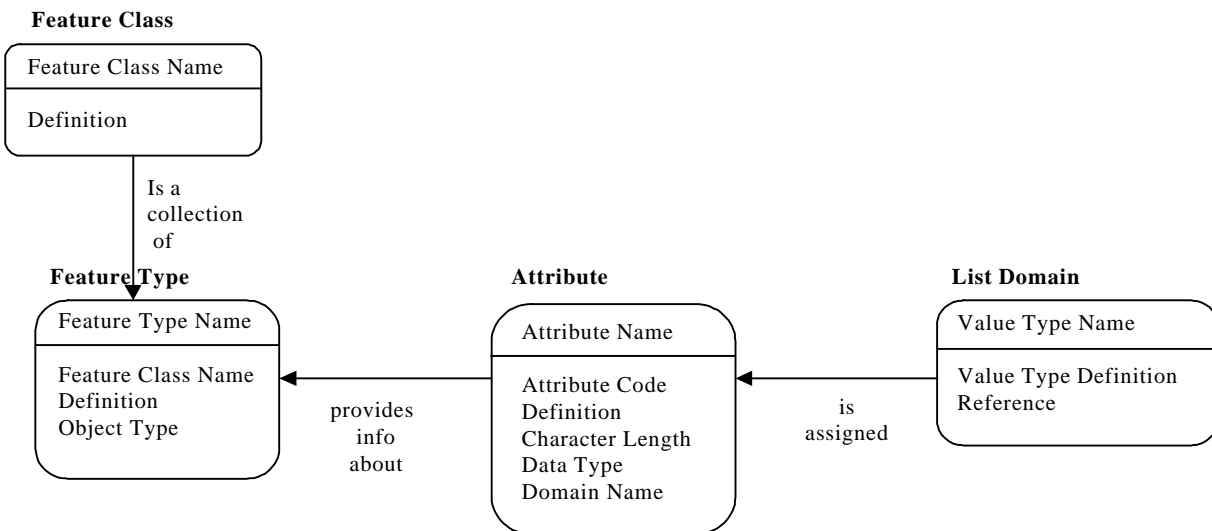 Feature Class
Feature Class Name
Definition
Is a
collection
of
Feature Type
Feature Type Name
Feature Class Name
Definition
Object Type
provides
info
about
Attribute
Attribute Name
Attribute Code
Definition
Character Length
Data Type
Domain Name
is
assigned
List Domain
Value Type Name
Value Type Definition
Reference